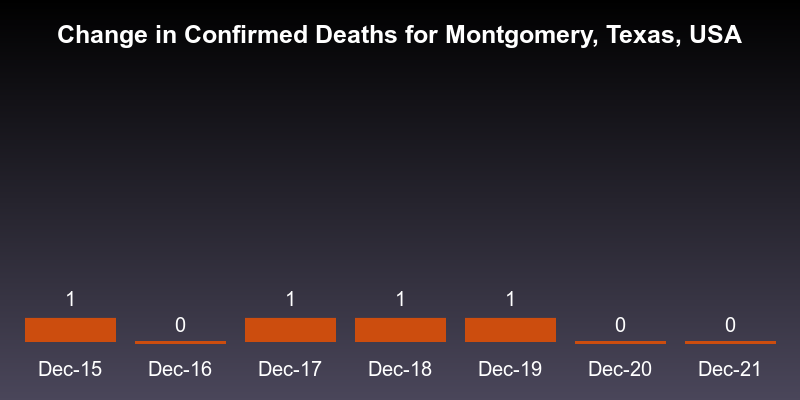 Change in Confirmed Deaths for Montgomery, Texas, USA
1 0 1 1 1 0 0
Dec-15 Dec-16 Dec-17 Dec-18 Dec-19 Dec-20 Dec-21